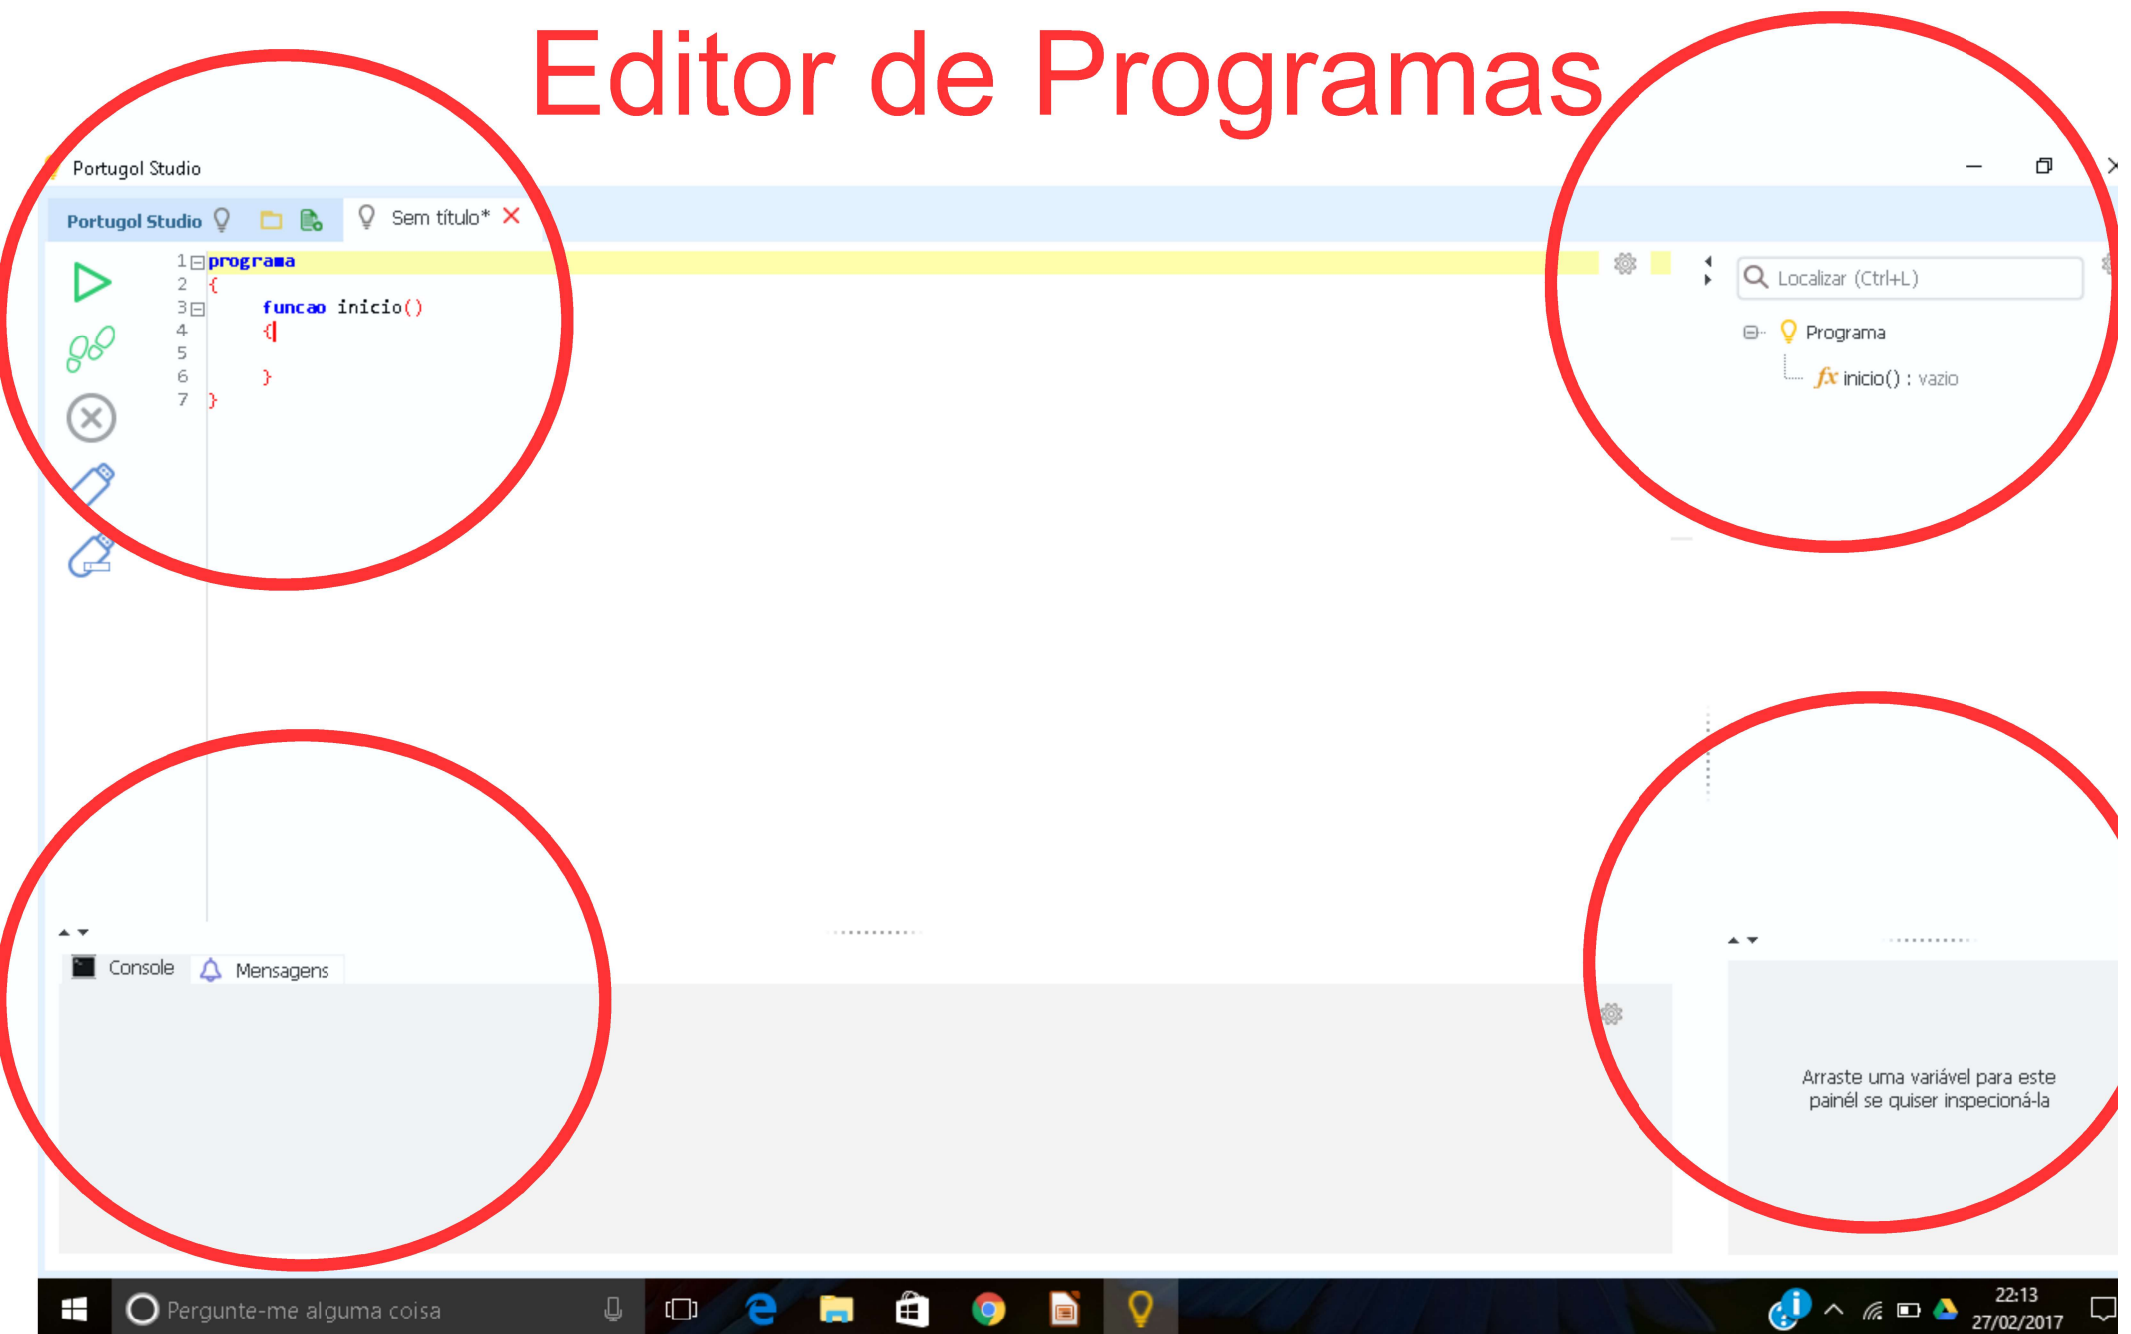 Editor de Programas
Portugol Studio
Portugol Studio
Sem título*
1 programa
2 {
3 funcao inicio()
4 {
5
6 }
7 }
Localizar (Ctrl+L)
Programa
fx inicio() : vazio
Console
Mensagens
Arraste uma variável para este
painél se quiser inspecioná-la
Pergunte-me alguma coisa
22:13
27/02/2017